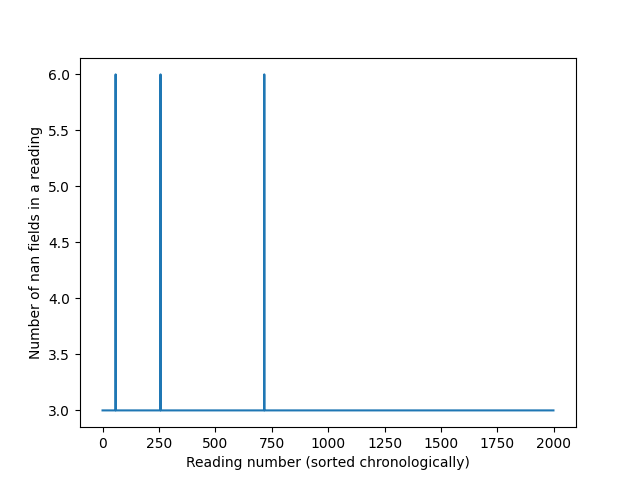 6.0
5.5
5.0
4.5
4.0
3.5
3.0
Number of nan fields in a reading
0 250 500 750 1000 1250 1500 1750 2000
Reading number (sorted chronologically)